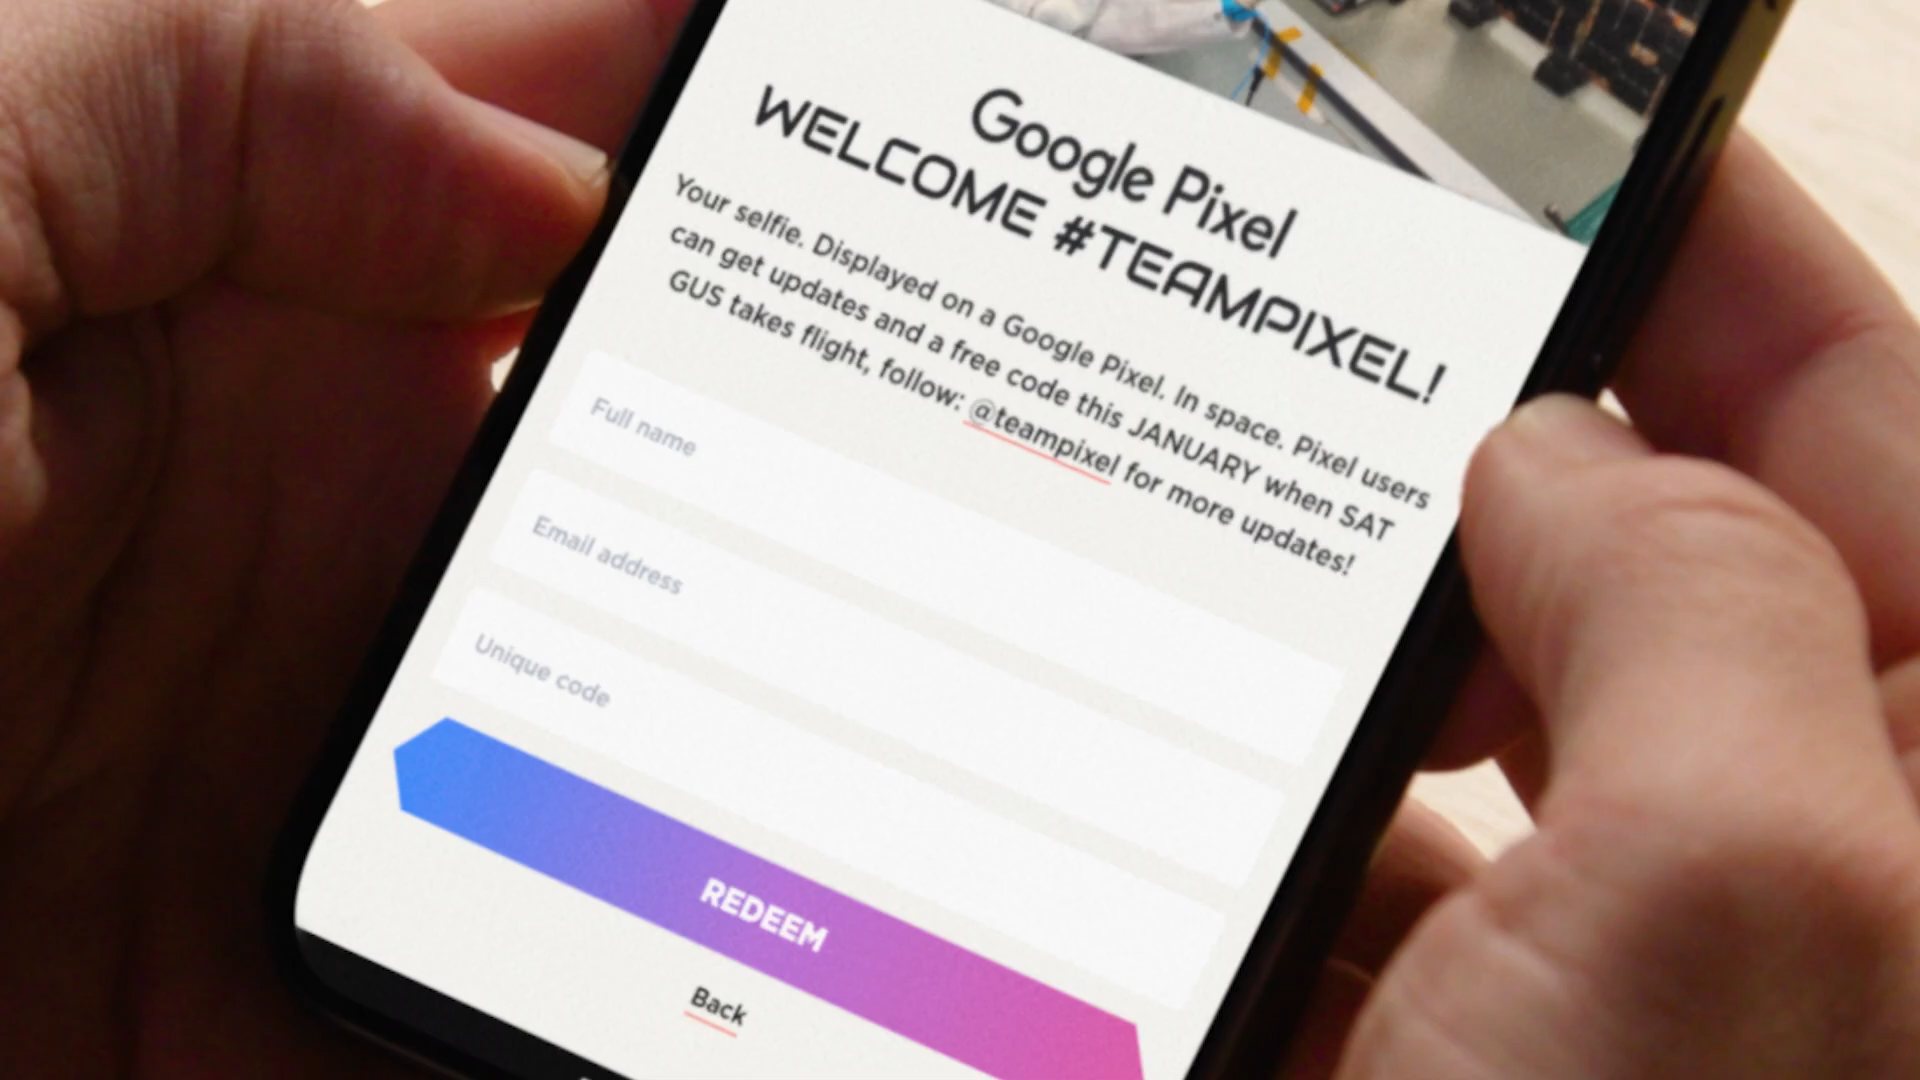 Google Pixel
WELCOME #TEAMPIXEL!
Your selfie. Displayed on a Google Pixel. In space. Pixel users
can get updates and a free code this JANUARY when SAT
GUS takes flight, follow: @teampixel for more updates!
Full name
Email address
Unique code
REDEEM
Back